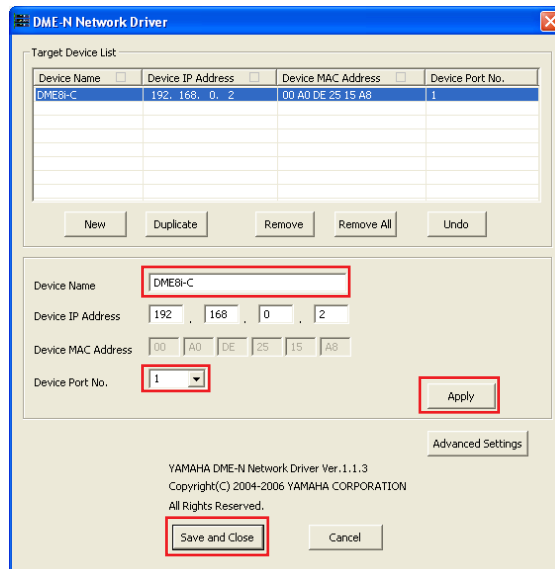 DME-N Network Driver
Target Device List
Device Name Device IP Address Device MAC Address Device Port No.
DME8i-C 192. 168. 0. 2 00 A0 DE 25 15 A8 1
New Duplicate Remove Remove All Undo
Device Name DME8i-C
Device IP Address 192 . 168 . 0 . 2
Device MAC Address 00 A0 DE 25 15 A8
Device Port No. 1
Apply
Advanced Settings
YAMAHA DME-N Network Driver Ver.1.1.3
Copyright(C) 2004-2006 YAMAHA CORPORATION
All Rights Reserved.
Save and Close Cancel